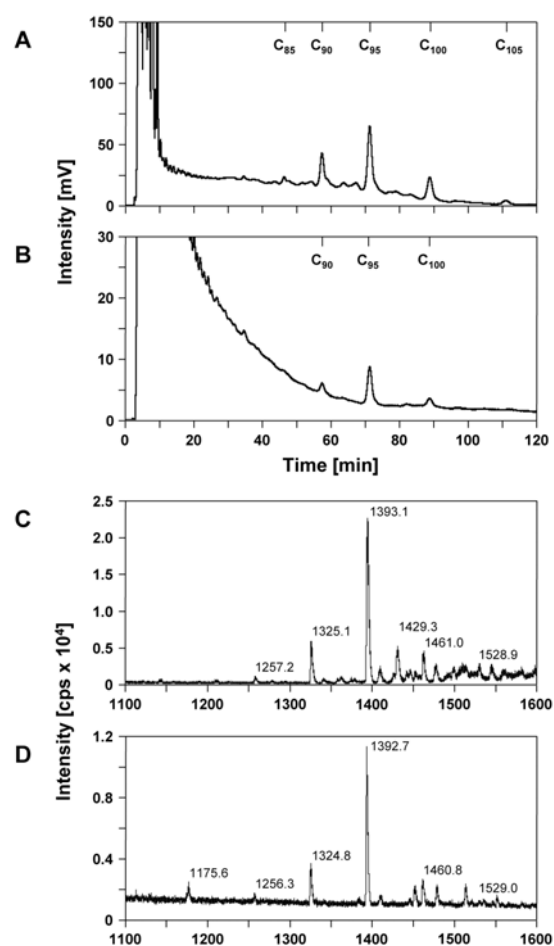 A
150
100
50
25
0
C₈₅
C₉₀
C₉₅
C₁₀₀
C₁₀₅
Intensity [mV]
B
30
20
10
0
C₉₀
C₉₅
C₁₀₀
0 20 40 60 80 100 120
Time [min]
C
2.5
2.0
1.5
1.0
0.5
0
1257.2
1325.1
1393.1
1429.3
1461.0
1528.9
1100 1200 1300 1400 1500 1600
Intensity [cps x 10⁴]
D
1.2
0.8
0.4
0
1175.6
1256.3
1324.8
1392.7
1460.8
1529.0
1100 1200 1300 1400 1500 1600